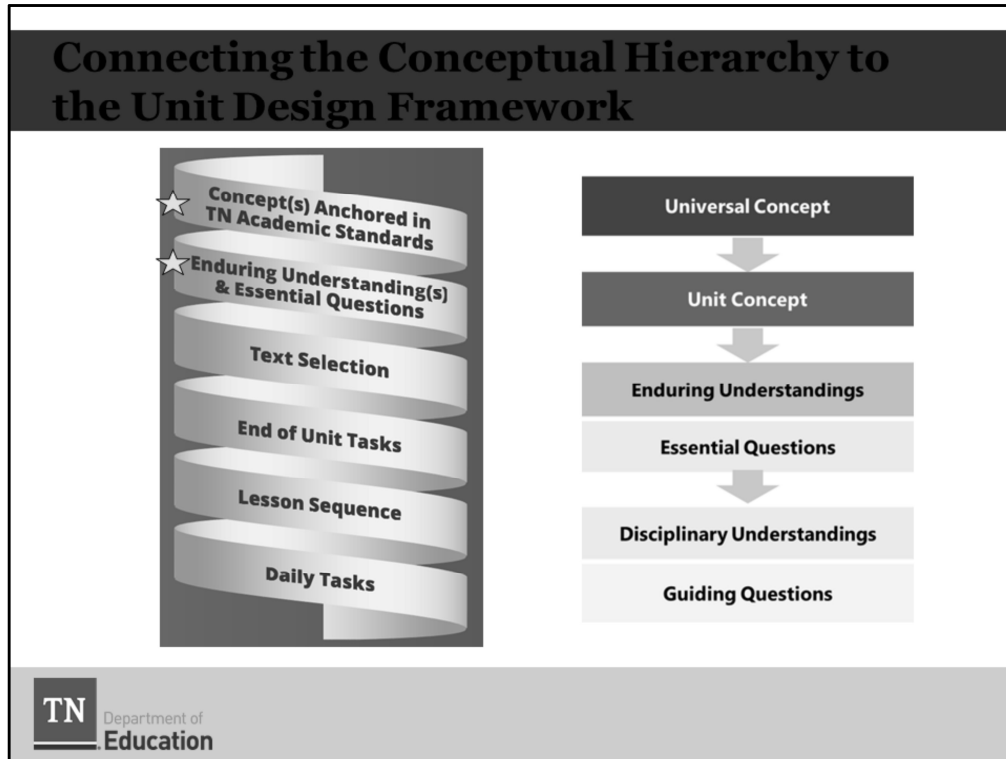 Connecting the Conceptual Hierarchy to
the Unit Design Framework
Concept(s) Anchored in
TN Academic Standards
Enduring Understanding(s)
& Essential Questions
Text Selection
End of Unit Tasks
Lesson Sequence
Daily Tasks
Universal Concept
Unit Concept
Enduring Understandings
Essential Questions
Disciplinary Understandings
Guiding Questions
TN
Department of
Education